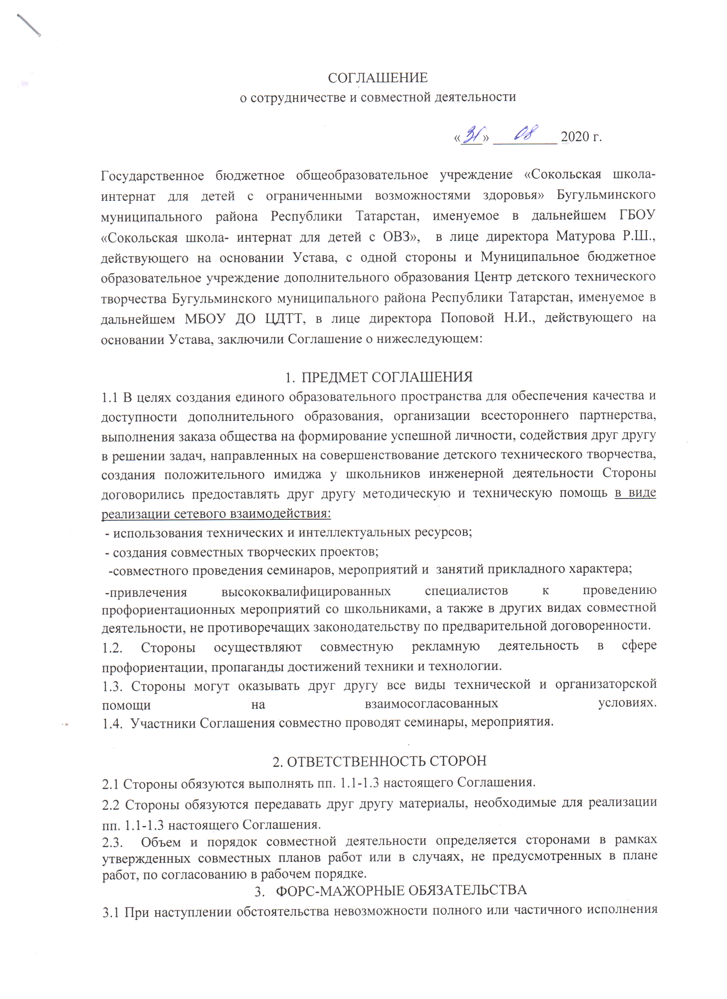 СОГЛАШЕНИЕ
о сотрудничестве и совместной деятельности
«31» 08 2020 г.
Государственное бюджетное общеобразовательное учреждение «Сокольская школа-
интернат для детей с ограниченными возможностями здоровья» Бугульминского
муниципального района Республики Татарстан, именуемое в дальнейшем ГБОУ
«Сокольская школа- интернат для детей с ОВЗ», в лице директора Матурова Р.Ш.,
действующего на основании Устава, с одной стороны и Муниципальное бюджетное
образовательное учреждение дополнительного образования Центр детского технического
творчества Бугульминского муниципального района Республики Татарстан, именуемое в
дальнейшем МБОУ ДО ЦДТТ, в лице директора Поповой Н.И., действующего на
основании Устава, заключили Соглашение о нижеследующем:
1. ПРЕДМЕТ СОГЛАШЕНИЯ
1.1 В целях создания единого образовательного пространства для обеспечения качества и
доступности дополнительного образования, организации всестороннего партнерства,
выполнения заказа общества на формирование успешной личности, содействия друг другу
в решении задач, направленных на совершенствование детского технического творчества,
создания положительного имиджа у школьников инженерной деятельности Стороны
договорились предоставлять друг другу методическую и техническую помощь в виде
реализации сетевого взаимодействия:
- использования технических и интеллектуальных ресурсов;
- создания совместных творческих проектов;
-совместного проведения семинаров, мероприятий и занятий прикладного характера;
-привлечения высококвалифицированных специалистов к проведению
профориентационных мероприятий со школьниками, а также в других видах совместной
деятельности, не противоречащих законодательству по предварительной договоренности.
1.2. Стороны осуществляют совместную рекламную деятельность в сфере
профориентации, пропаганды достижений техники и технологии.
1.3. Стороны могут оказывать друг другу все виды технической и организаторской
помощи на взаимосогласованных условиях.
1.4. Участники Соглашения совместно проводят семинары, мероприятия.
2. ОТВЕТСТВЕННОСТЬ СТОРОН
2.1 Стороны обязуются выполнять пп. 1.1-1.3 настоящего Соглашения.
2.2 Стороны обязуются передавать друг другу материалы, необходимые для реализации
пп. 1.1-1.3 настоящего Соглашения.
2.3. Объем и порядок совместной деятельности определяется сторонами в рамках
утвержденных совместных планов работ или в случаях, не предусмотренных в плане
работ, по согласованию в рабочем порядке.
3. ФОРС-МАЖОРНЫЕ ОБЯЗАТЕЛЬСТВА
3.1 При наступлении обстоятельства невозможности полного или частичного исполнения